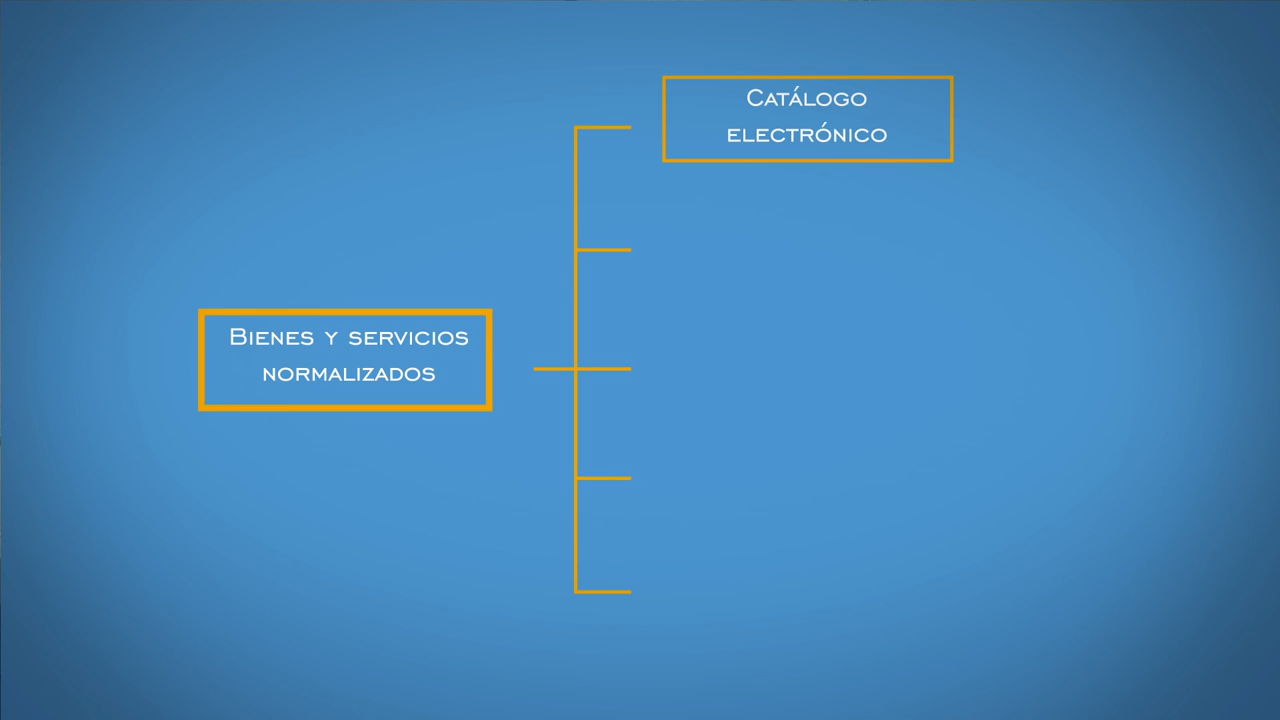 Catálogo
electrónico
Bienes y servicios
normalizados